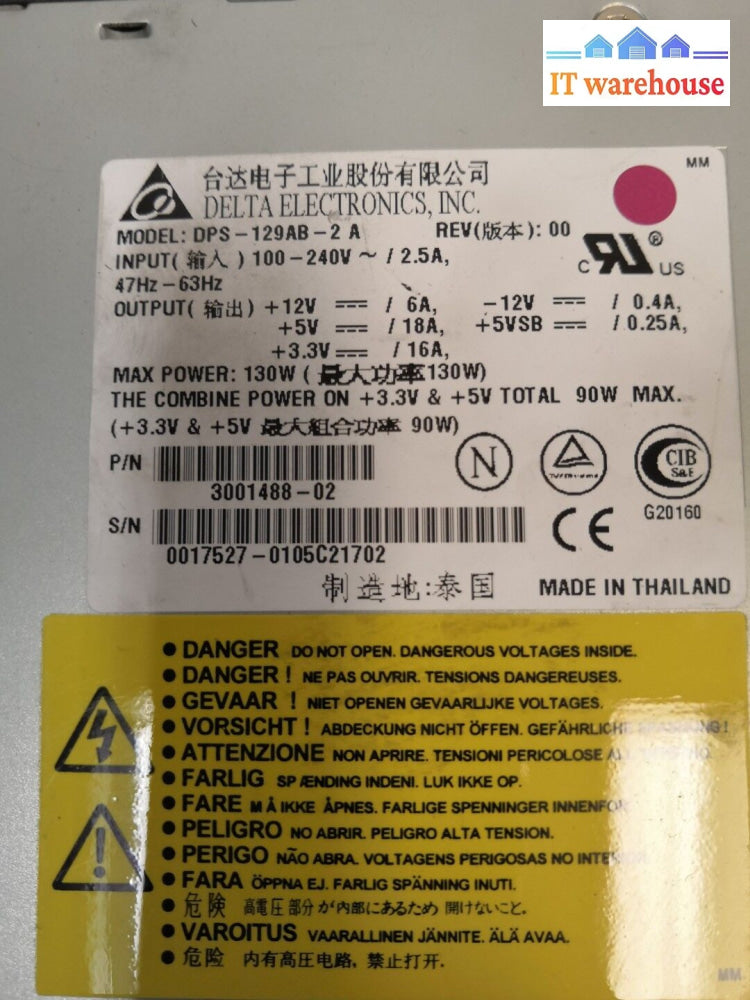 IT warehouse
MM
台达电子工业股份有限公司
DELTA ELECTRONICS, INC.
MODEL: DPS-129AB-2 A REV(版本): 00
INPUT( 输入 ) 100-240V ~ / 2.5A,
47Hz-63Hz
C RU ® US
OUTPUT( 输出 ) +12V / 6A, -12V / 0.4A,
+5V / 18A, +5VSB / 0.25A,
+3.3V / 16A,
MAX POWER: 130W ( 最大功率130W)
THE COMBINE POWER ON +3.3V & +5V TOTAL 90W MAX.
(+3.3V & +5V 最大組合功率 90W)
P/N
3001488-02
N
CIB
S&E
G20160
S/N
0017527-0105C21702
CE
制造地:泰国 MADE IN THAILAND
● DANGER DO NOT OPEN. DANGEROUS VOLTAGES INSIDE.
● DANGER ! NE PAS OUVRIR. TENSIONS DANGEREUSES.
● GEVAAR ! NIET OPENEN GEVAARLIJKE VOLTAGES.
● VORSICHT ! ABDECKUNG NICHT ÖFFEN. GEFÄHRLICHE
● ATTENZIONE NON APRIRE. TENSIONI PERICOLOSE
● FARLIG SPÆNDING INDENI. LUK IKKE OP.
● FARE MÅ IKKE ÅPNES. FARLIGE SPENNINGER
● PELIGRO NO ABRIR. PELIGRO ALTA TENSION.
● PERIGO NÃO ABRA. VOLTAGENS PERIGOSAS NO
● FARA ÖPPNA EJ. FARLIG SPÄNNING INUTI.
● 危険 高電圧部分が内部にあるため 開けないこと。
● VAROITUS VAARALLINEN JÄNNITE. ÄLÄ AVAA.
● 危险 内有高压电路, 禁止打开.
MM